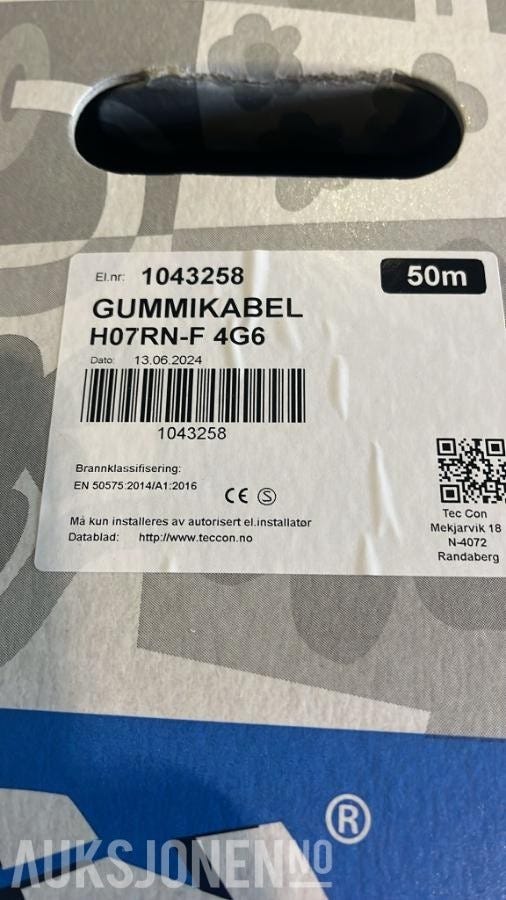 El.nr: 1043258
50m
GUMMIKABEL
H07RN-F 4G6
Dato: 13.06.2024
1043258
Brannklassifisering:
EN 50575:2014/A1:2016
CE S
Må kun installeres av autorisert el.installatør
Datablad: http://www.teccon.no
Tec Con
Mekjarvik 18
N-4072
Randaberg
®
AUKSJONEN.NO